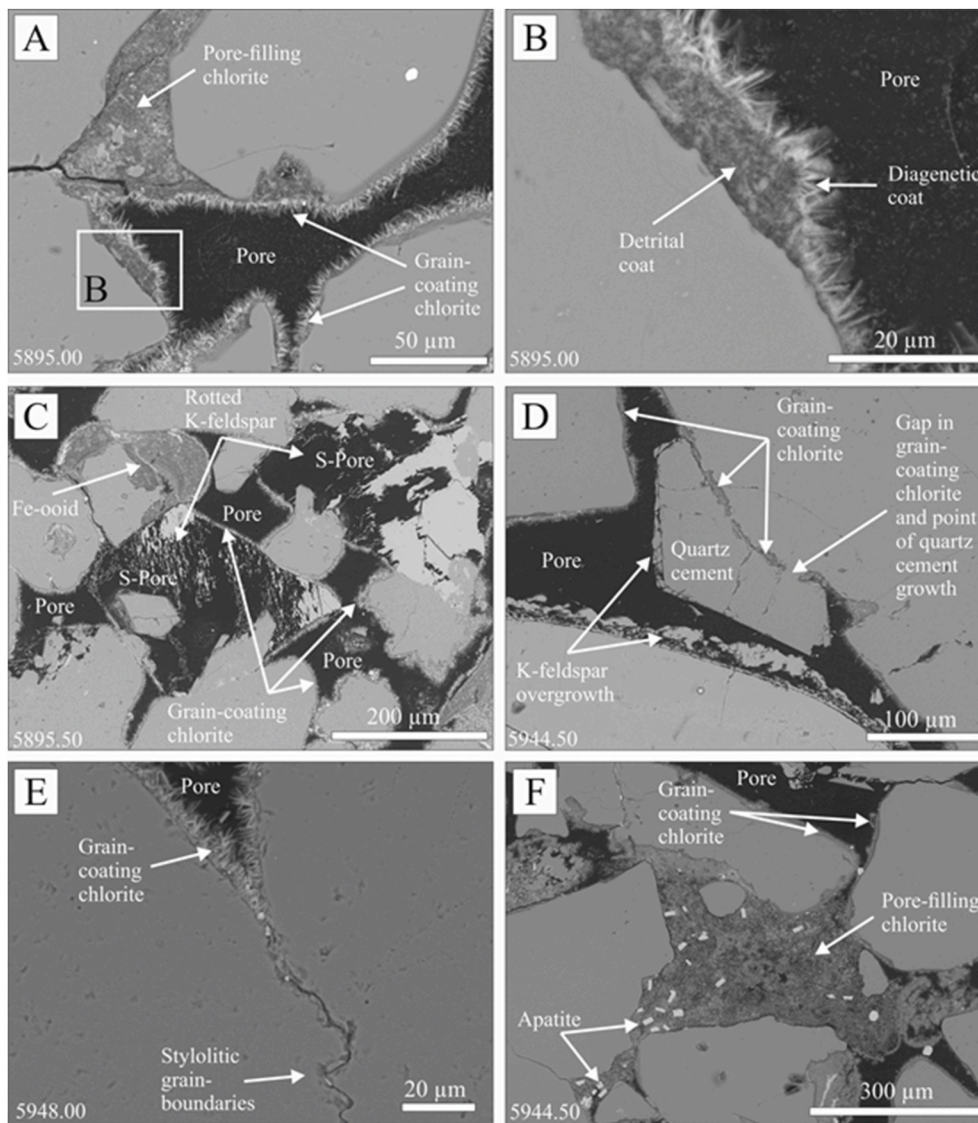 A
Pore-filling
chlorite
Pore
Grain-
coating
chlorite
B
50 µm
5895.00
B
Pore
Diagenetic
coat
Detrital
coat
20 µm
5895.00
C
Rotted
K-feldspar
S-Pore
Fe-ooid
Pore
S-Pore
Pore
Pore
Grain-coating
chlorite
200 µm
5895.50
D
Grain-
coating
chlorite
Gap in
grain-
coating
chlorite
and point
of quartz
cement
growth
Pore
Quartz
cement
K-feldspar
overgrowth
100 µm
5944.50
E
Pore
Grain-
coating
chlorite
Stylolitic
grain-
boundaries
20 µm
5948.00
F
Pore
Grain-
coating
chlorite
Pore-filling
chlorite
Apatite
300 µm
5944.50